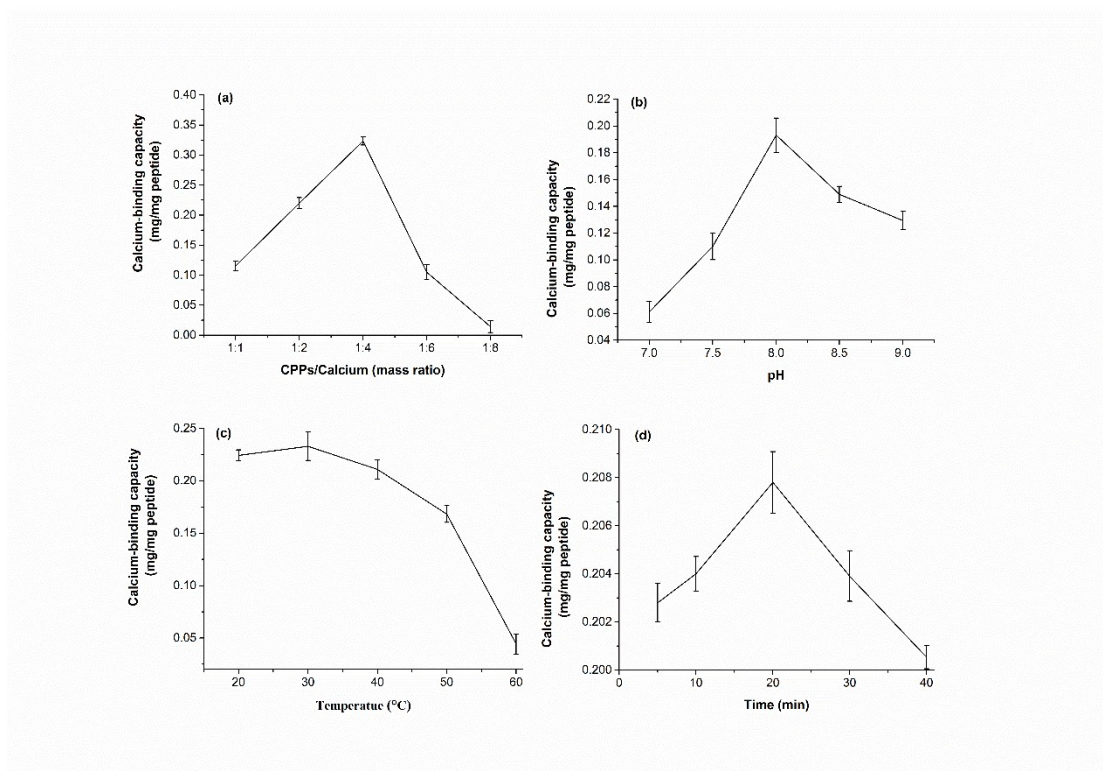 (a)
Calcium-binding capacity
(mg/mg peptide)
0.40
0.35
0.30
0.25
0.20
0.15
0.10
0.05
0.00
1:1 1:2 1:4 1:6 1:8
CPPs/Calcium (mass ratio)
(b)
Calcium-binding capacity
(mg/mg peptide)
0.22
0.20
0.18
0.16
0.14
0.12
0.10
0.08
0.06
0.04
7.0 7.5 8.0 8.5 9.0
pH
(c)
Calcium-binding capacity
(mg/mg peptide)
0.25
0.20
0.15
0.10
0.05
20 30 40 50 60
Temperatue (°C)
(d)
Calcium-binding capacity
(mg/mg peptide)
0.210
0.208
0.206
0.204
0.202
0.200
0 10 20 30 40
Time (min)